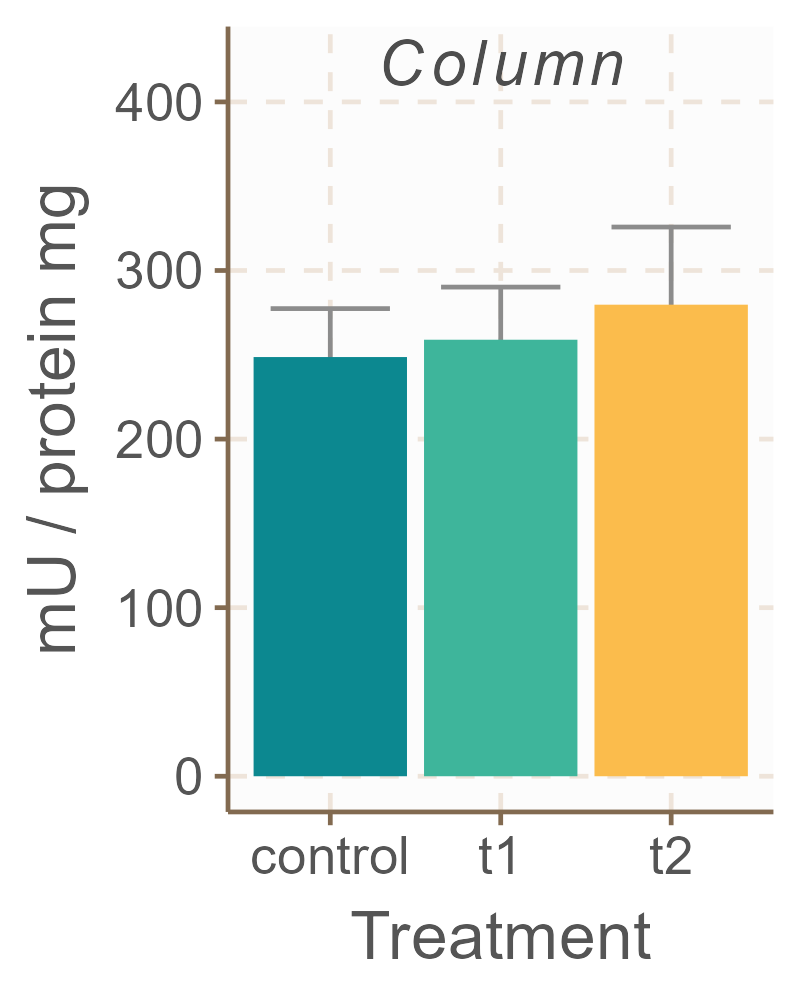 Column
400
300
200
100
0
mU / protein mg
control t1 t2
Treatment